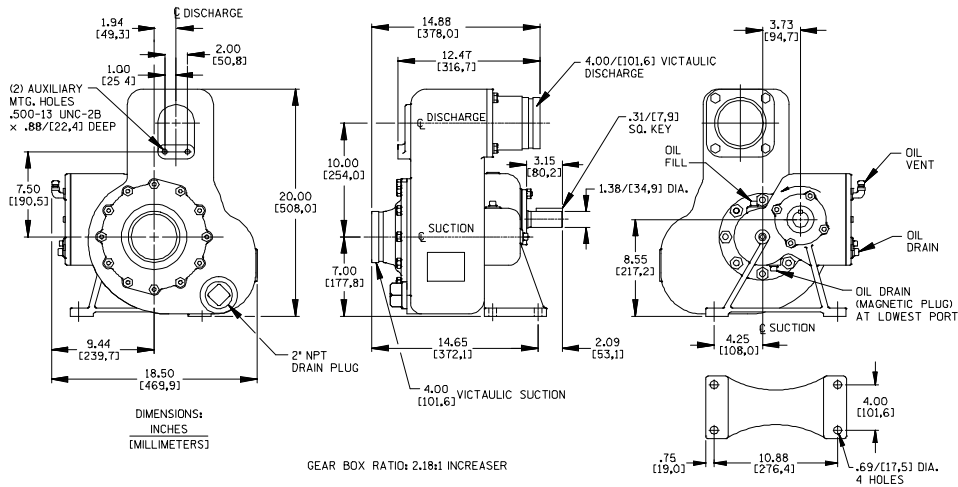 ℄ DISCHARGE
1.94
[49,3]
2.00
[50,8]
1.00
[25 4]
(2) AUXILIARY
MTG. HOLES
.500-13 UNC-2B
× .88/[22,4] DEEP
7.50
[190,5]
20.00
[508,0]
9.44
[239,7]
18.50
[469,9]
2" NPT
DRAIN PLUG
DIMENSIONS:
INCHES
[MILLIMETERS]
14.88
[378,0]
12.47
[316,7]
4.00/[101,6] VICTAULIC
DISCHARGE
℄ DISCHARGE
.31/[7,9]
SQ. KEY
3.15
[80,2]
10.00
[254,0]
1.38/[34,9] DIA.
℄ SUCTION
7.00
[177,8]
14.65
[372,1]
2.09
[53,1]
4.00
[101,6] VICTAULIC SUCTION
GEAR BOX RATIO: 2.18:1 INCREASER
3.73
[94,7]
OIL
FILL
OIL
VENT
8.55
[217,2]
OIL
DRAIN
OIL DRAIN
(MAGNETIC PLUG)
AT LOWEST PORT
℄ SUCTION
4.25
[108,0]
4.00
[101,6]
.75
[19,0]
10.88
[276,4]
.69/[17,5] DIA.
4 HOLES